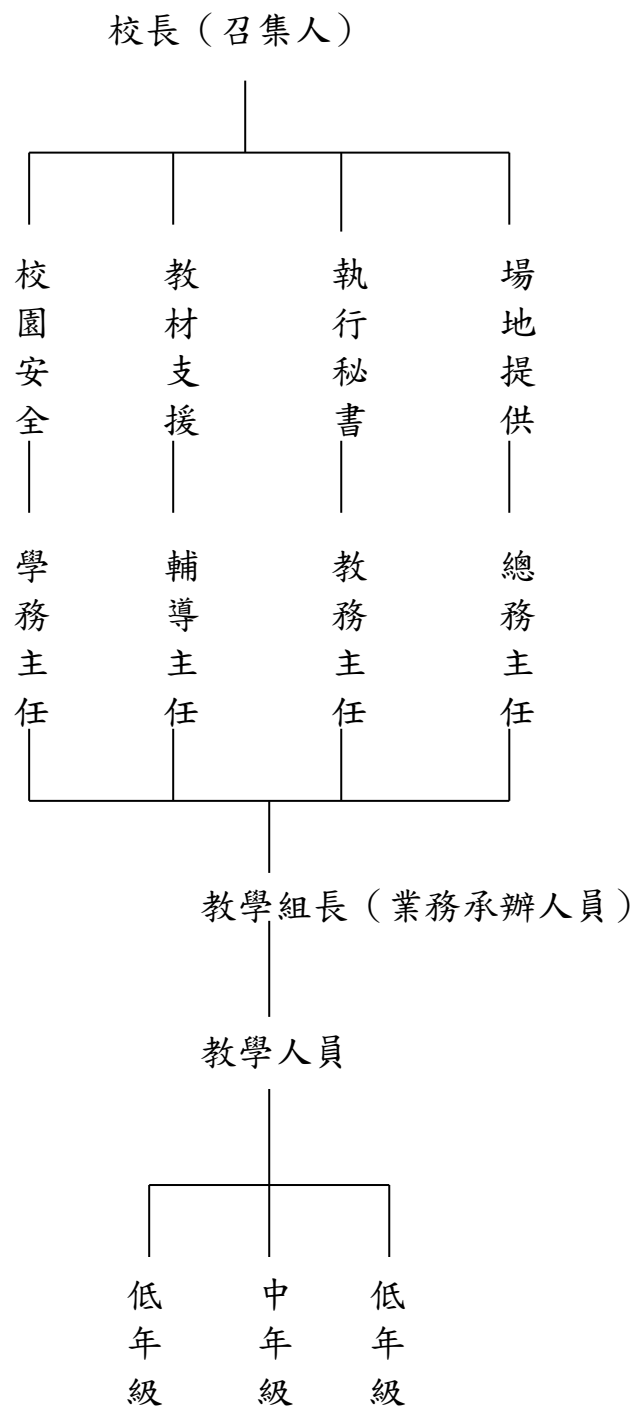 校長（召集人）
校園安全
教材支援
執行秘書
場地提供
學務主任
輔導主任
教務主任
總務主任
教學組長（業務承辦人員）
教學人員
低年級
中年級
低年級